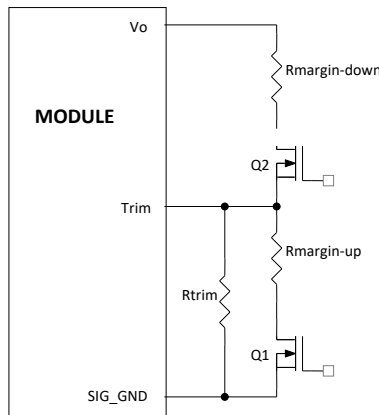 Vo
Rmargin-down
MODULE
Q2
Trim
Rmargin-up
Rtrim
Q1
SIG_GND